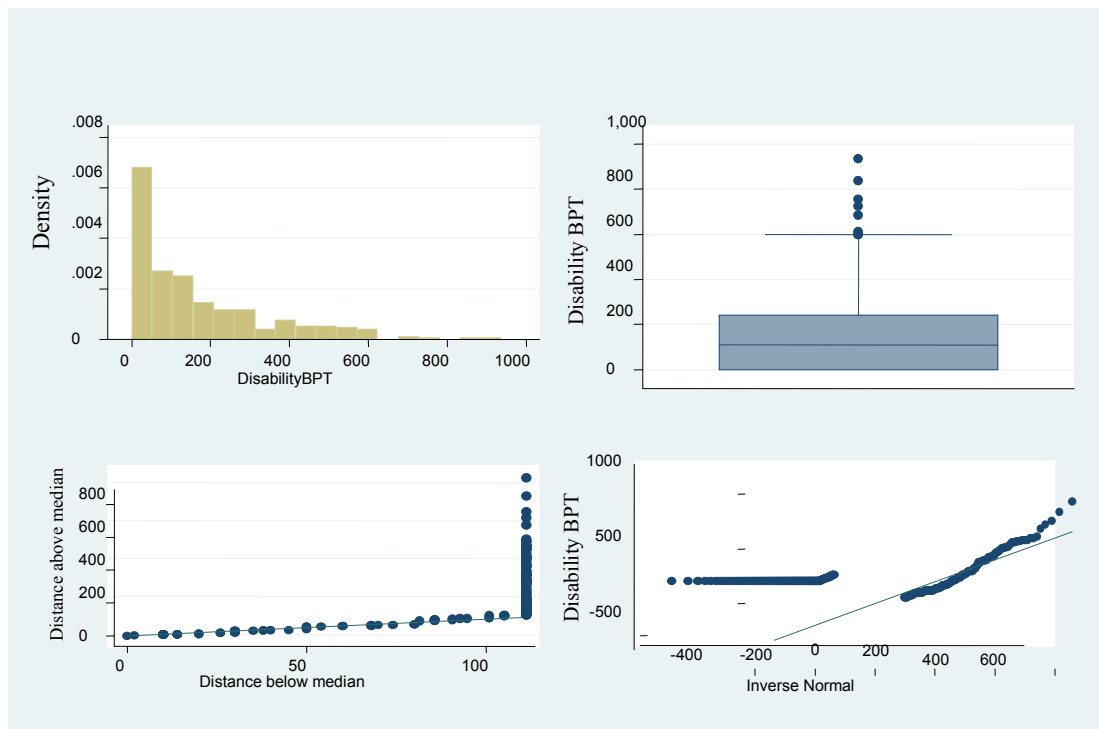 .008
.006
.004
.002
0
Density
0 200 400 600 800 1000
DisabilityBPT
1,000
800
600
400
200
0
Disability BPT
800
600
400
200
0
Distance above median
0 50 100
Distance below median
1000
500
-500
Disability BPT
-400 -200 0 200 400 600
Inverse Normal